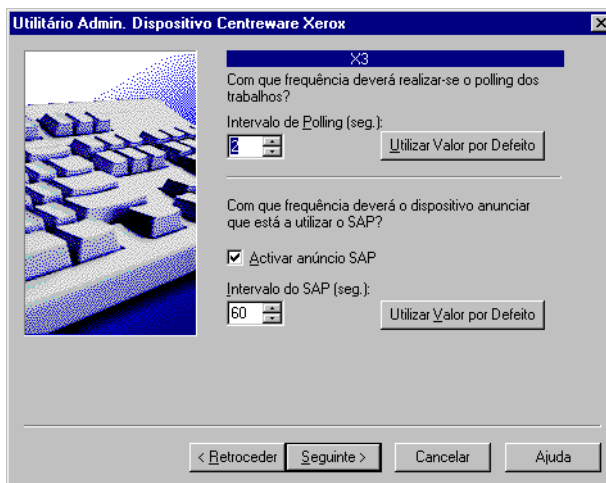 Utilitário Admin. Dispositivo Centreware Xerox
X3
Com que frequência deverá realizar-se o polling dos
trabalhos?
Intervalo de Polling (seg.):
2
Utilizar Valor por Defeito
Com que frequência deverá o dispositivo anunciar
que está a utilizar o SAP?
Activar anúncio SAP
Intervalo do SAP (seg.):
60
Utilizar Valor por Defeito
< Retroceder
Seguinte >
Cancelar
Ajuda